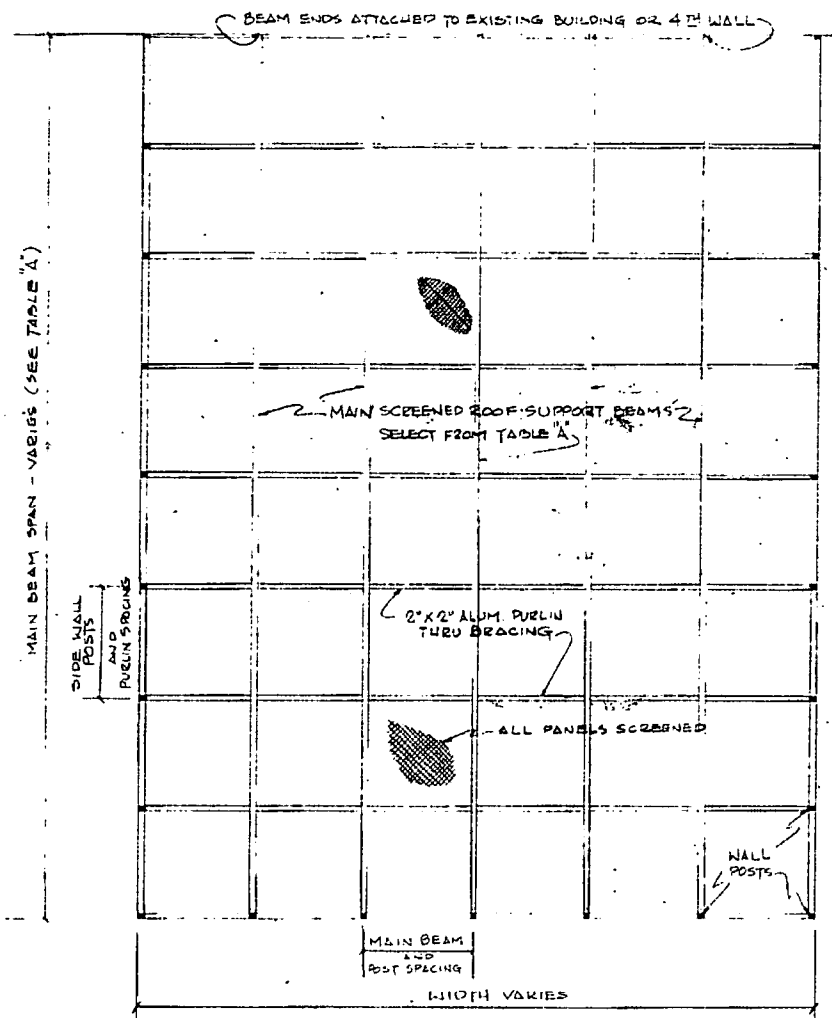 BEAM ENDS ATTACHED TO EXISTING BUILDING OR 4TH WALL
MAIN BEAM SPAN - VARIES (SEE TABLE "A")
MAIN SCREENED ROOF SUPPORT BEAMS
SELECT FROM TABLE "A"
SIDE WALL
POSTS
AND
PURLIN SPACING
2" X 2" ALUM. PURLIN
THRU BRACING
ALL PANELS SCREENED
WALL
POSTS
MAIN BEAM
AND
POST SPACING
WIDTH VARIES